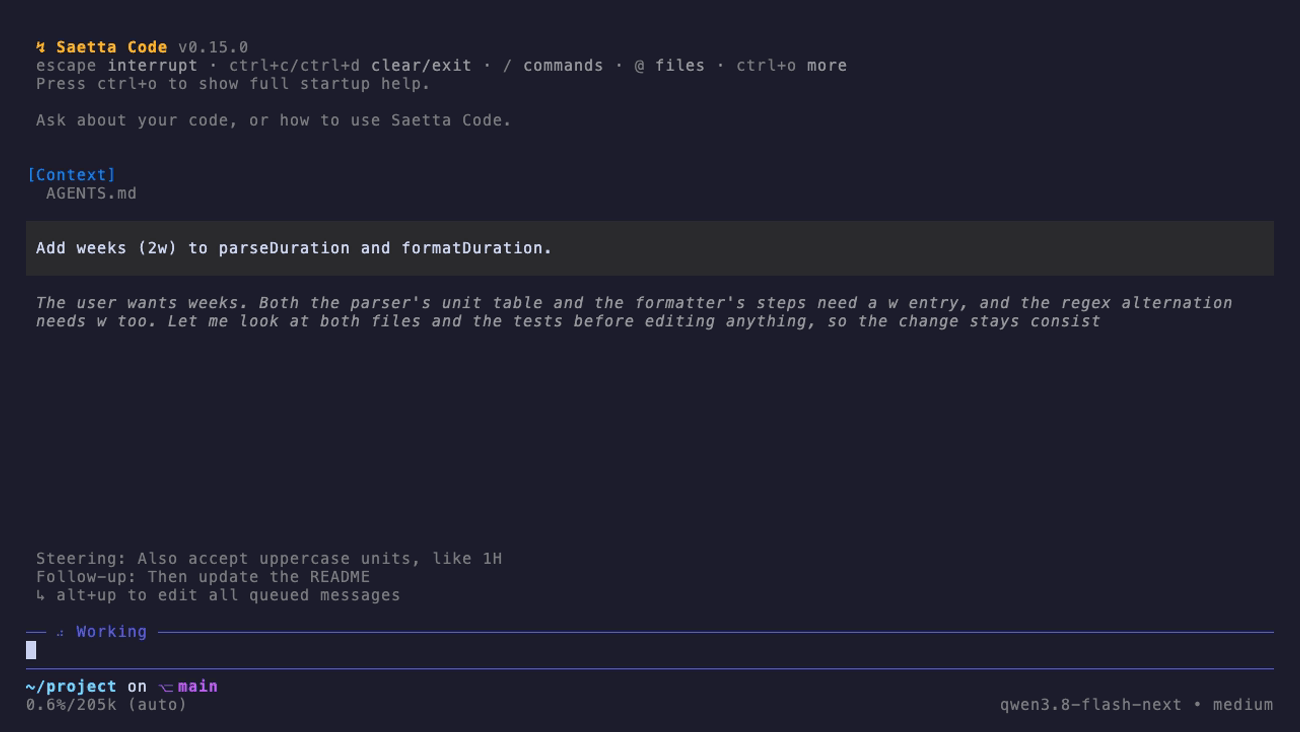 ↯ Saetta Code v0.15.0
escape interrupt · ctrl+c/ctrl+d clear/exit · / commands · @ files · ctrl+o more
Press ctrl+o to show full startup help.
Ask about your code, or how to use Saetta Code.
[Context]
AGENTS.md
Add weeks (2w) to parseDuration and formatDuration.
The user wants weeks. Both the parser's unit table and the formatter's steps need a w entry, and the regex alternation
needs w too. Let me look at both files and the tests before editing anything, so the change stays consist
Steering: Also accept uppercase units, like 1H
Follow-up: Then update the README
↳ alt+up to edit all queued messages
Working
~/project on ⌥ main
0.6%/205k (auto)
qwen3.8-flash-next • medium